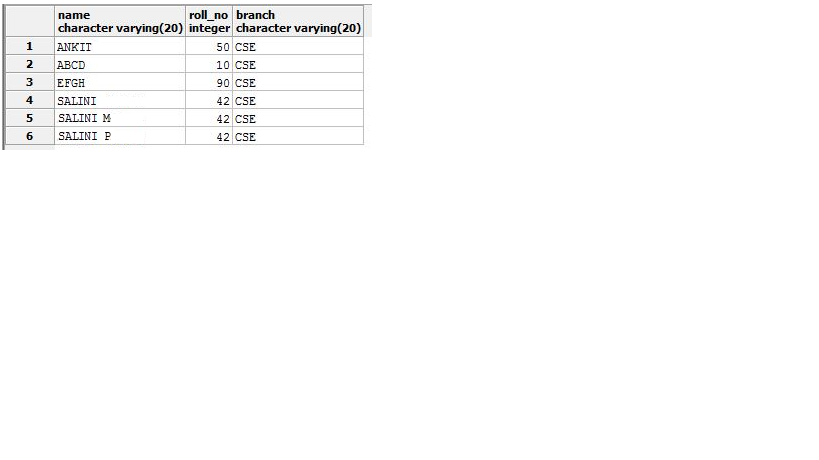 name roll_no branch
character varying(20) integer character varying(20)
1 ANKIT 50 CSE
2 ABCD 10 CSE
3 EFGH 90 CSE
4 SALINI 42 CSE
5 SALINI M 42 CSE
6 SALINI P 42 CSE